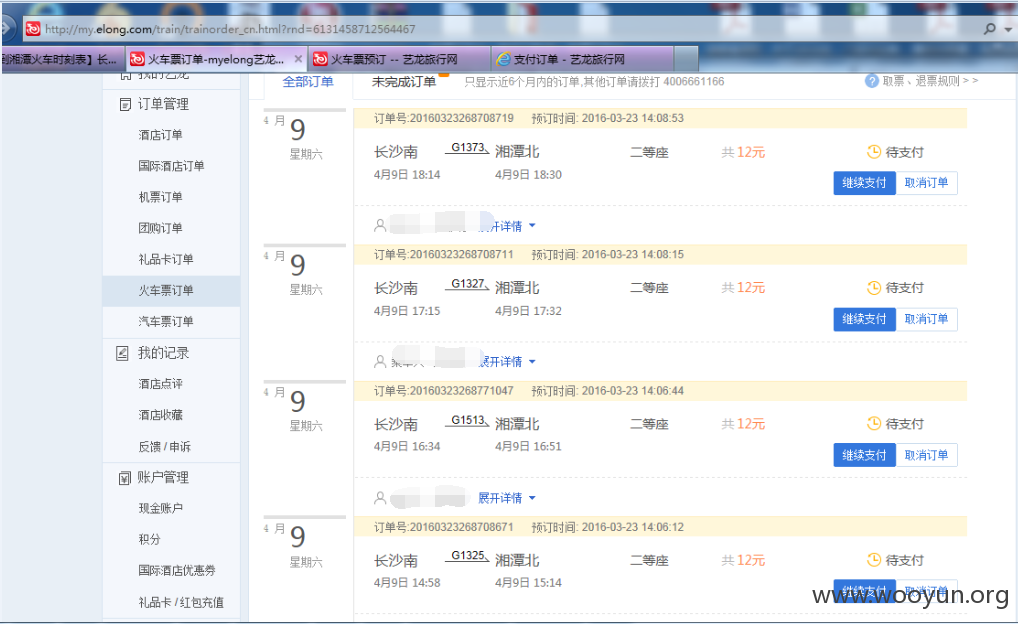 http://my.elong.com/train/trainorder_cn.html?rnd=6131458712564467
到湘潭火车时刻表】长... 火车票订单-myelong艺龙... × 火车票预订 -- 艺龙旅行网 支付订单 - 艺龙旅行网
我的艺龙
订单管理
酒店订单
国际酒店订单
机票订单
团购订单
礼品卡订单
火车票订单
汽车票订单
我的记录
酒店点评
酒店收藏
反馈 / 申诉
账户管理
现金账户
积分
国际酒店优惠券
礼品卡 / 红包充值
全部订单 未完成订单 只显示近6个月内的订单,其他订单请拨打 4006661166 取票、退票规则 > >
4 月 9 星期六
订单号:20160323268708719 预订时间: 2016-03-23 14:08:53
长沙南 G1373 湘潭北 二等座 共 12元 待支付
4月9日 18:14 4月9日 18:30 继续支付 取消订单
开详情
4 月 9 星期六
订单号:20160323268708711 预订时间: 2016-03-23 14:08:15
长沙南 G1327 湘潭北 二等座 共 12元 待支付
4月9日 17:15 4月9日 17:32 继续支付 取消订单
展开详情
4 月 9 星期六
订单号:20160323268771047 预订时间: 2016-03-23 14:06:44
长沙南 G1513 湘潭北 二等座 共 12元 待支付
4月9日 16:34 4月9日 16:51 继续支付 取消订单
展开详情
4 月 9 星期六
订单号:20160323268708671 预订时间: 2016-03-23 14:06:12
长沙南 G1325 湘潭北 二等座 共 12元 待支付
4月9日 14:58 4月9日 15:14 继续支付 取消订单
www.wooyun.org